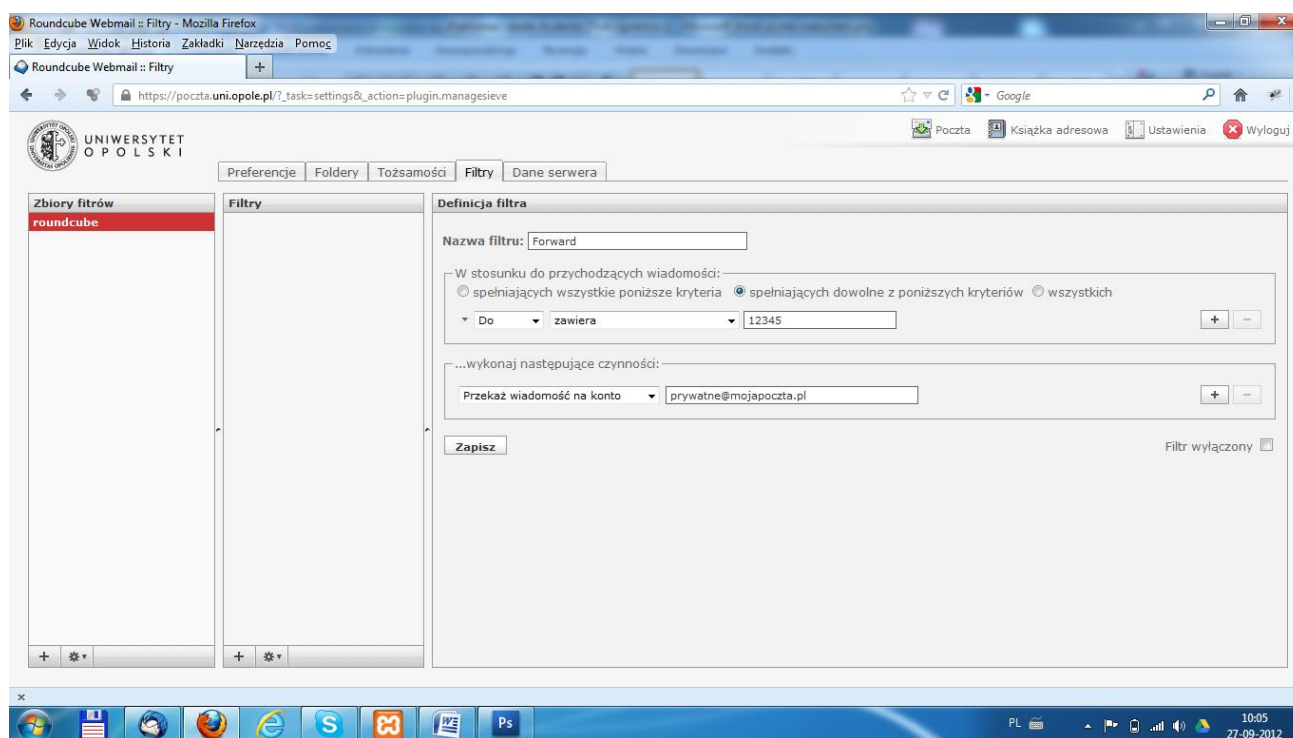 Roundcube Webmail :: Filtry - Mozilla Firefox
Plik Edycja Widok Historia Zakładki Narzędzia Pomoc
Roundcube Webmail :: Filtry +
https://poczta.uni.opole.pl/?_task=settings&_action=plugin.managesieve Google
UNIWERSYTET
OPOLSKI
Poczta Książka adresowa Ustawienia Wyloguj
Preferencje Foldery Tożsamości Filtry Dane serwera
Zbiory fitrów Filtry Definicja filtra
roundcube
Nazwa filtru: Forward
W stosunku do przychodzących wiadomości:
spełniających wszystkie poniższe kryteria spełniających dowolne z poniższych kryteriów wszystkich
* Do zawiera 12345 + −
...wykonaj następujące czynności:
Przekaż wiadomość na konto prywatne@mojapoczta.pl + −
Zapisz Filtr wyłączony
+ +
x
S W Ps PL 10:05
27-09-2012